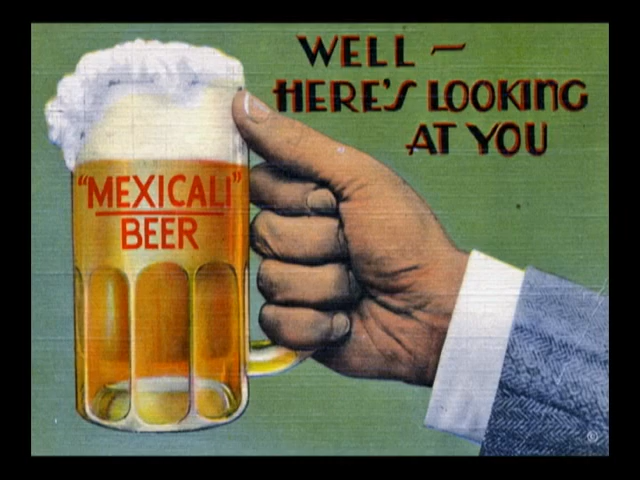 WELL —
HERE'S LOOKING
AT YOU
"MEXICALI"
BEER
®